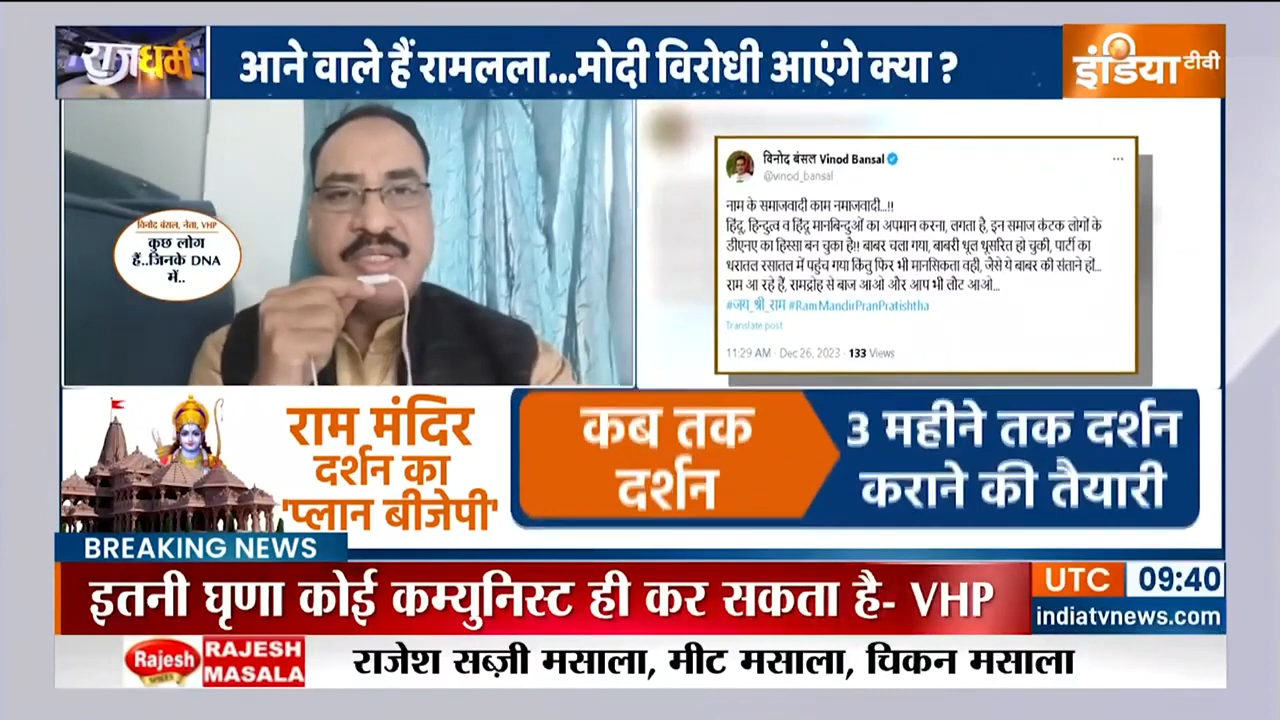 राजधर्म
आने वाले हैं रामलला...मोदी विरोधी आएंगे क्या ?
इंडिया टीवी
विनोद बंसल, नेता, VHP
कुछ लोग
हैं..जिनके DNA
में..
विनोद बंसल Vinod Bansal
@vinod_bansal
नाम के समाजवादी काम नमाजवादी...!!
हिंदू, हिन्दुत्व व हिंदू मानबिन्दुओं का अपमान करना, लगता है, इन समाज कंटक लोगों के
डीएनए का हिस्सा बन चुका है!! बाबर चला गया, बाबरी धूल धूसरित हो चुकी, पार्टी का
धरातल रसातल में पहुंच गया किंतु फिर भी मानसिकता वही, जैसे ये बाबर की संताने हों...
राम आ रहे हैं, रामद्रोह से बाज आओ और आप भी लौट आओ...
#जय_श्री_राम #RamMandirPranPratishtha
Translate post
11:29 AM · Dec 26, 2023 · 133 Views
राम मंदिर
दर्शन का
'प्लान बीजेपी'
कब तक
दर्शन
3 महीने तक दर्शन
कराने की तैयारी
BREAKING NEWS
इतनी घृणा कोई कम्युनिस्ट ही कर सकता है- VHP
UTC 09:40
indiatvnews.com
Rajesh
SPICES
RAJESH
MASALA
राजेश सब्ज़ी मसाला, मीट मसाला, चिकन मसाला